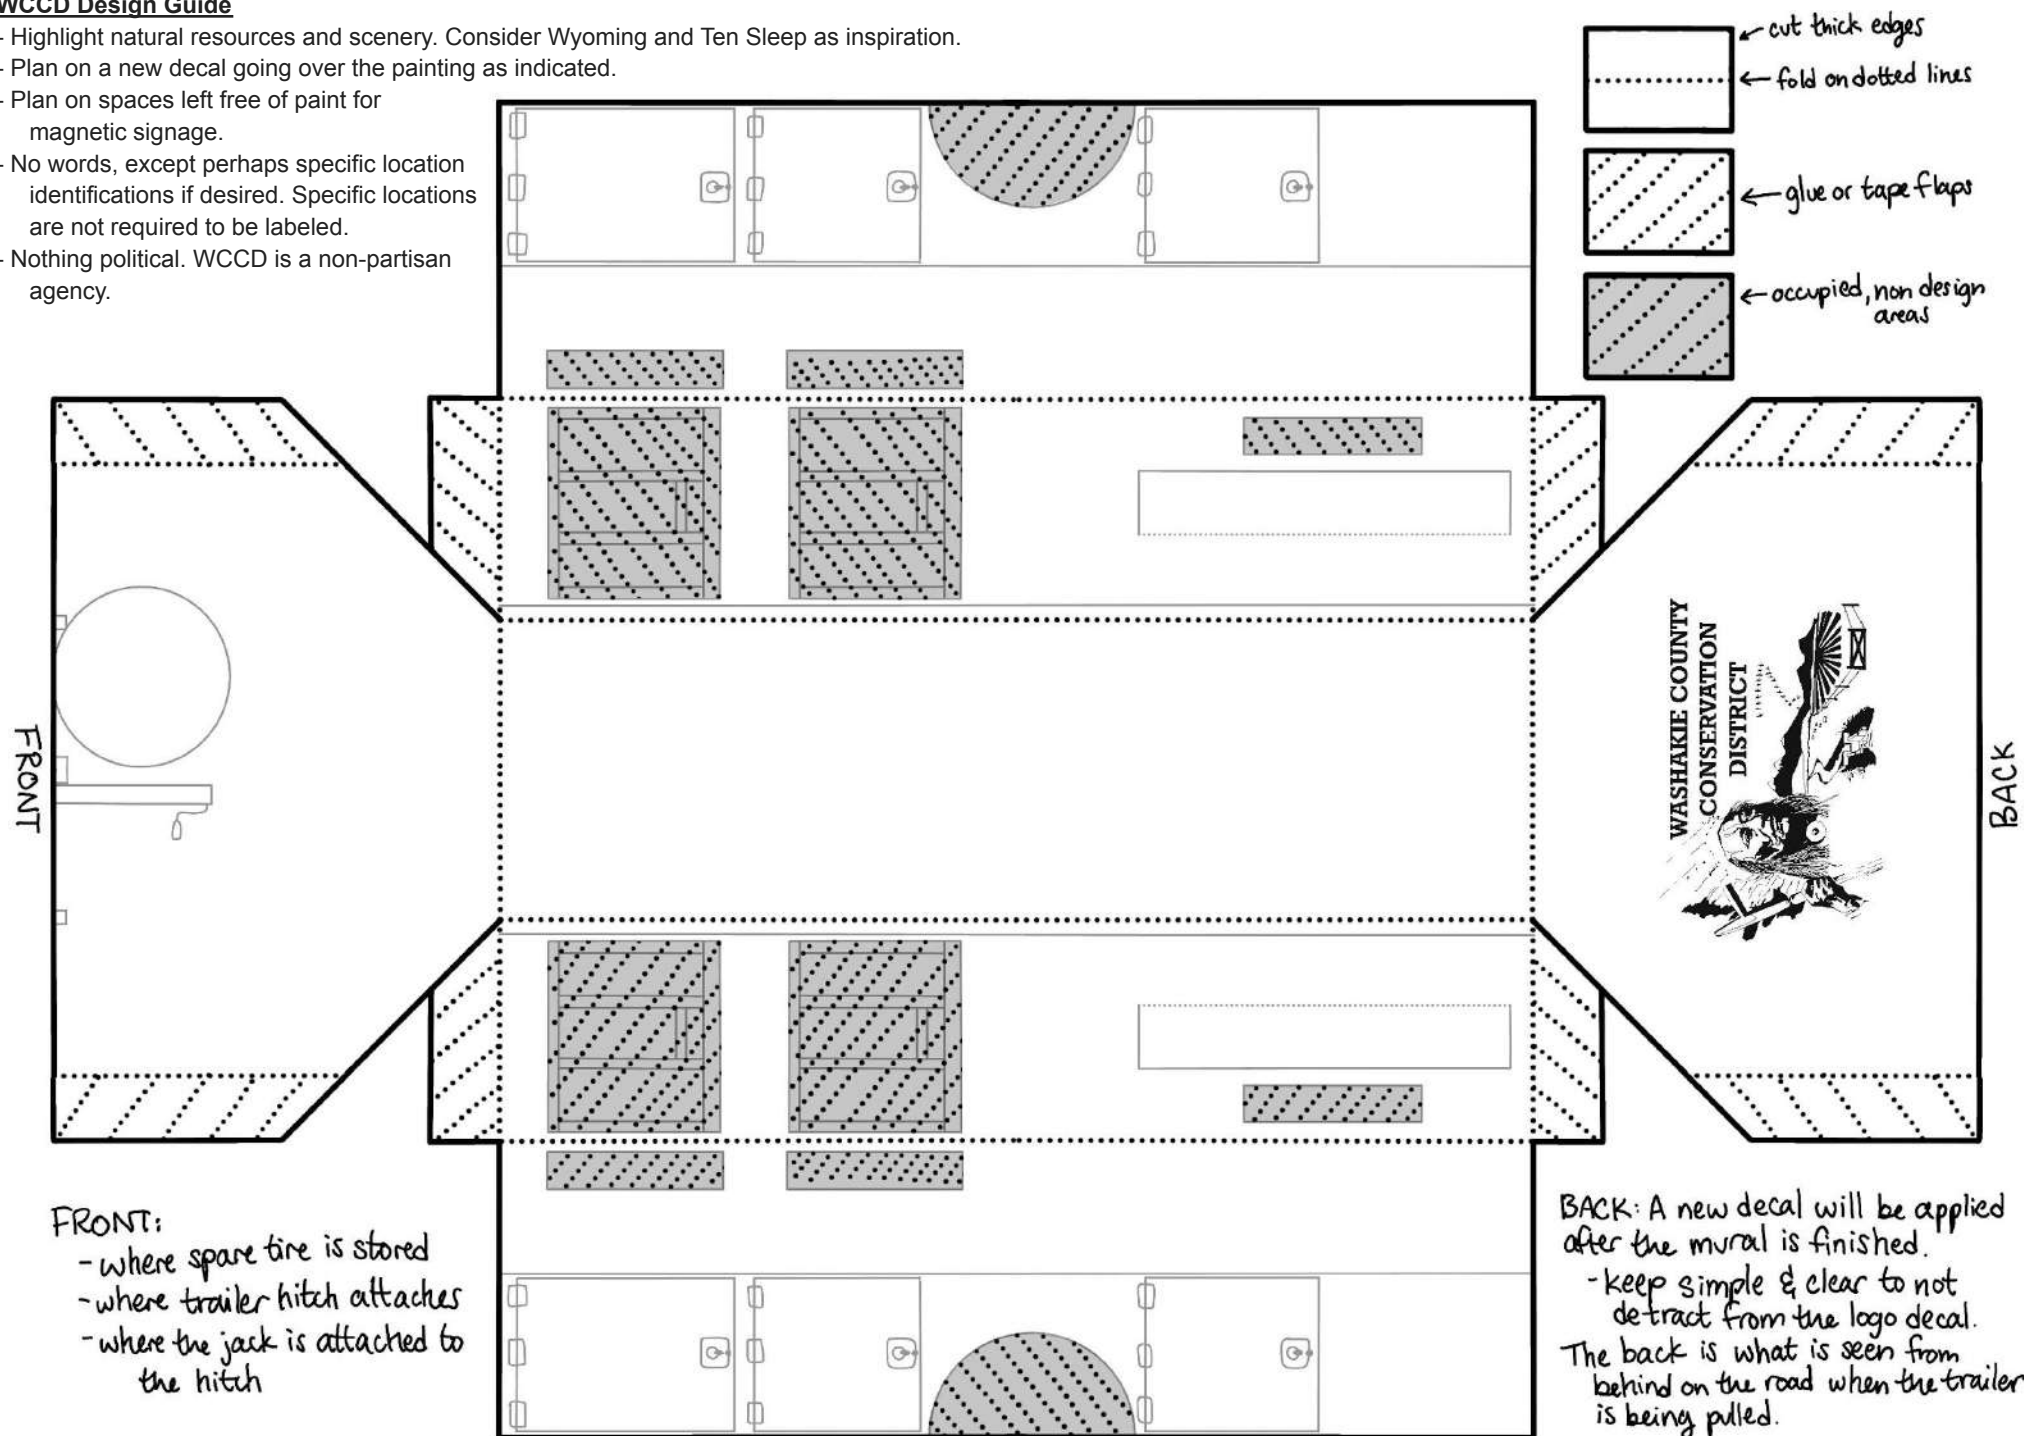 WCCD Design Guide
- Highlight natural resources and scenery. Consider Wyoming and Ten Sleep as inspiration.
- Plan on a new decal going over the painting as indicated.
- Plan on spaces left free of paint for
magnetic signage.
- No words, except perhaps specific location
identifications if desired. Specific locations
are not required to be labeled.
- Nothing political. WCCD is a non-partisan
agency.
cut thick edges
fold on dotted lines
glue or tape flaps
occupied, non design
areas
FRONT
WASHAKIE COUNTY
CONSERVATION
DISTRICT
BACK
FRONT:
- where spare tire is stored
- where trailer hitch attaches
- where the jack is attached to
the hitch
BACK: A new decal will be applied
after the mural is finished.
- keep simple & clear to not
detract from the logo decal.
The back is what is seen from
behind on the road when the trailer
is being pulled.